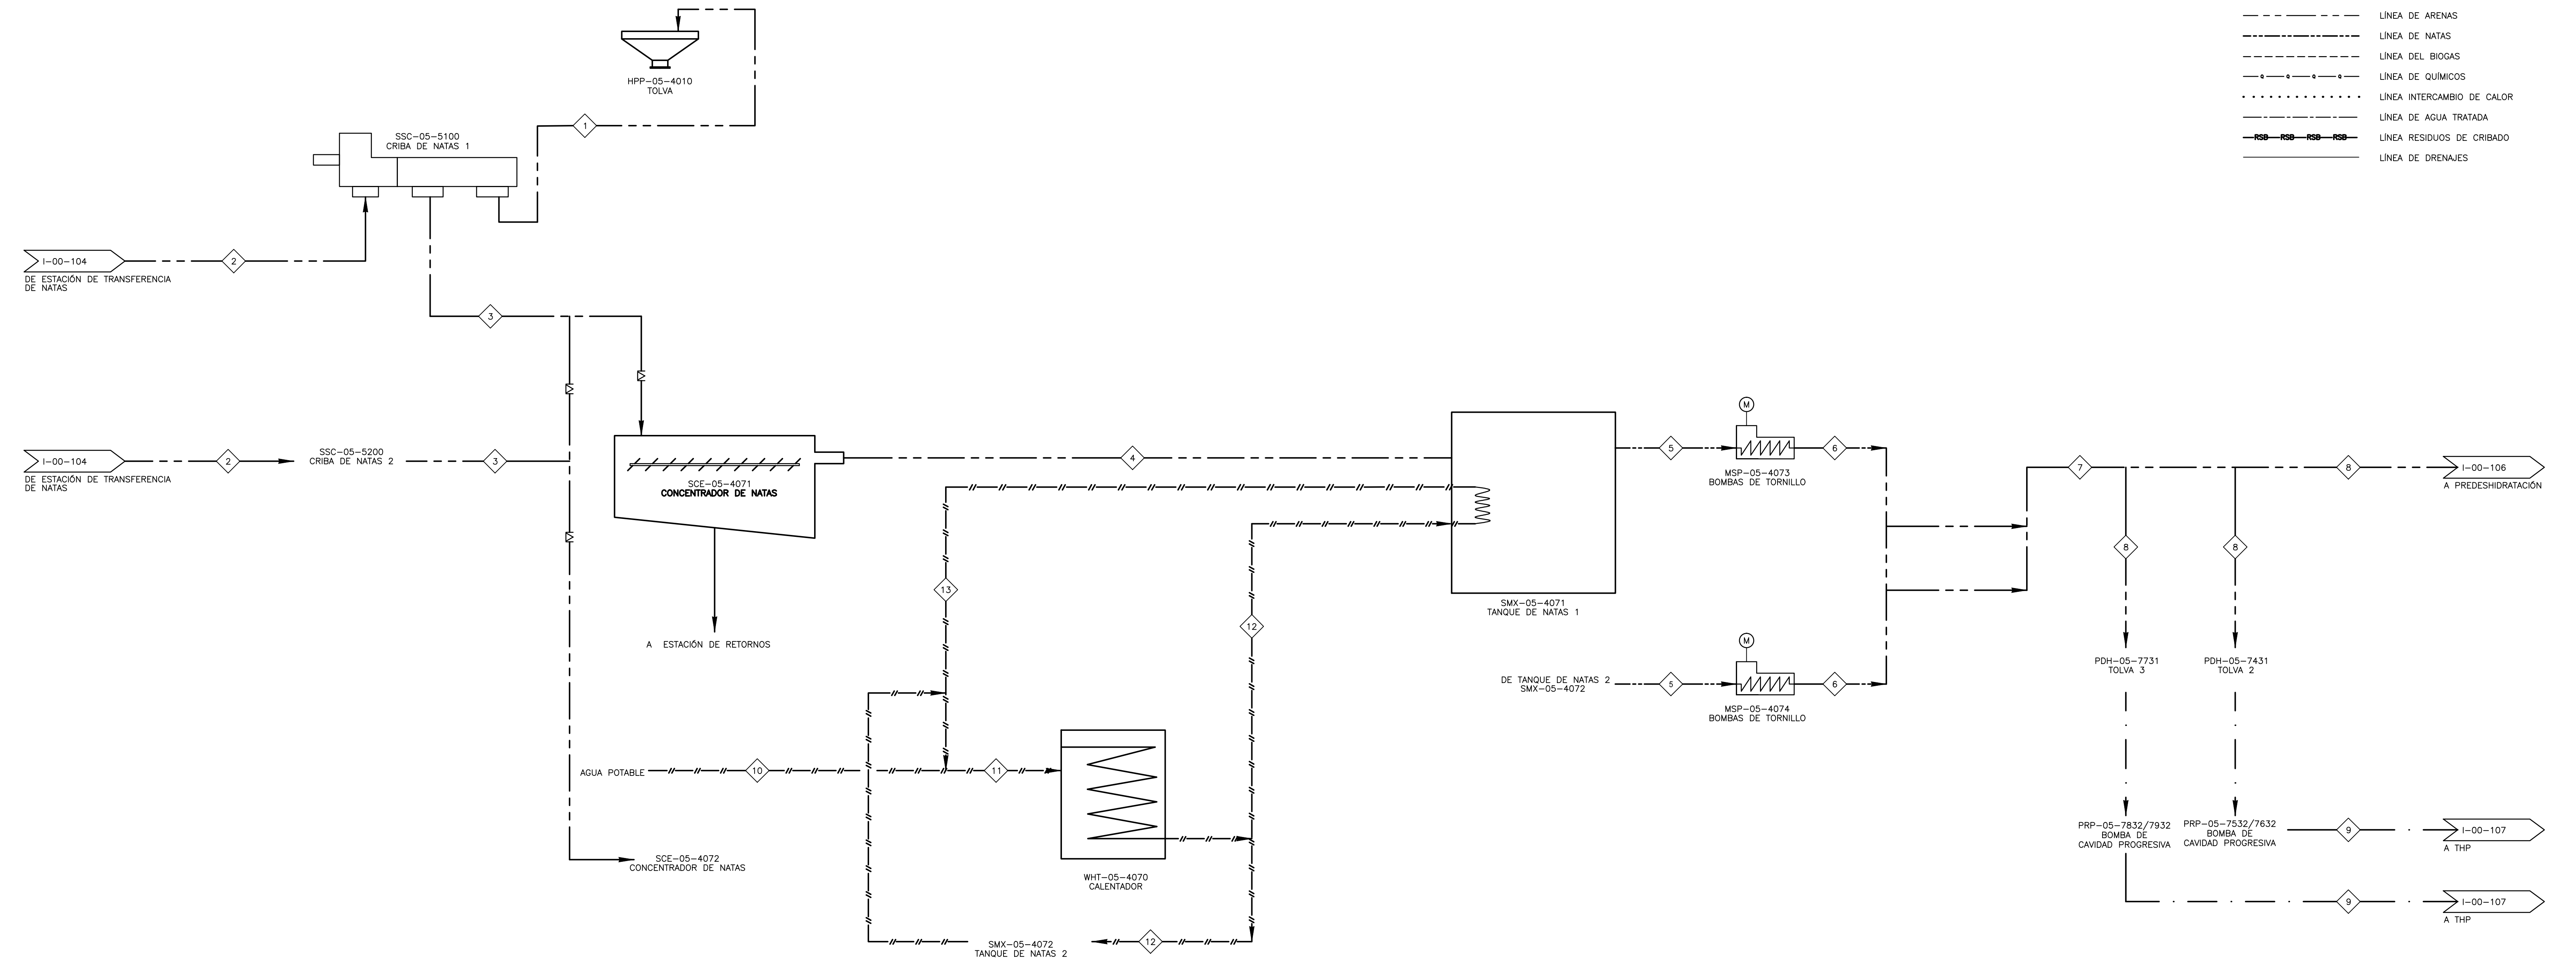 LÍNEA DE ARENAS
LÍNEA DE NATAS
LÍNEA DEL BIOGAS
LÍNEA DE QUÍMICOS
LÍNEA INTERCAMBIO DE CALOR
LÍNEA DE AGUA TRATADA
RSB RSB RSB RSB LÍNEA RESIDUOS DE CRIBADO
LÍNEA DE DRENAJES
HPP-05-4010
TOLVA
1
SSC-05-5100
CRIBA DE NATAS 1
I-00-104
2
DE ESTACIÓN DE TRANSFERENCIA
DE NATAS
3
I-00-104
2
DE ESTACIÓN DE TRANSFERENCIA
DE NATAS
SSC-05-5200
CRIBA DE NATAS 2
3
SCE-05-4071
CONCENTRADOR DE NATAS
4
A ESTACIÓN DE RETORNOS
SMX-05-4071
TANQUE DE NATAS 1
5
M
MSP-05-4073
BOMBAS DE TORNILLO
6
7
8
I-00-106
A PREDESHIDRATACIÓN
8
8
13
12
DE TANQUE DE NATAS 2
SMX-05-4072
5
M
MSP-05-4074
BOMBAS DE TORNILLO
6
PDH-05-7731
TOLVA 3
PDH-05-7431
TOLVA 2
AGUA POTABLE
10
11
WHT-05-4070
CALENTADOR
SCE-05-4072
CONCENTRADOR DE NATAS
SMX-05-4072
TANQUE DE NATAS 2
12
PRP-05-7832/7932
BOMBA DE
CAVIDAD PROGRESIVA
PRP-05-7532/7632
BOMBA DE
CAVIDAD PROGRESIVA
9
I-00-107
A THP
9
I-00-107
A THP